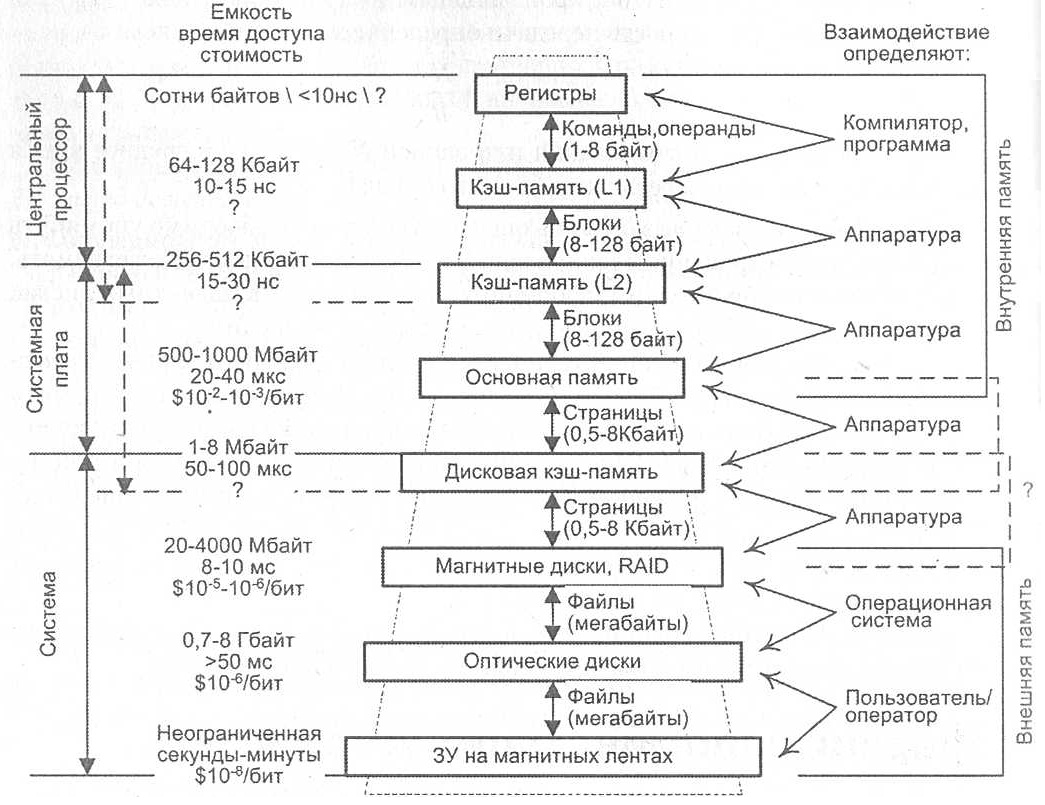 Емкость
время доступа
стоимость
Взаимодействие
определяют:
Сотни байтов \ <10нс \ ?
Регистры
Команды,операнды
(1-8 байт)
Компилятор,
программа
Центральный
процессор
64-128 Кбайт
10-15 нс
?
Кэш-память (L1)
Блоки
(8-128 байт)
Аппаратура
Внутренняя память
256-512 Кбайт
15-30 нс
?
Кэш-память (L2)
Блоки
(8-128 байт)
Аппаратура
Системная
плата
500-1000 Мбайт
20-40 мкс
$10⁻²-10⁻³/бит
Основная память
Страницы
(0,5-8Кбайт)
Аппаратура
1-8 Мбайт
50-100 мкс
?
Дисковая кэш-память
?
Страницы
(0,5-8 Кбайт)
Аппаратура
Система
20-4000 Мбайт
8-10 мс
$10⁻⁵-10⁻⁶/бит
Магнитные диски, RAID
Файлы
(мегабайты)
Операционная
система
Внешняя память
0,7-8 Гбайт
>50 мс
$10⁻⁶/бит
Оптические диски
Файлы
(мегабайты)
Пользователь/
оператор
Неограниченная
секунды-минуты
$10⁻⁸/бит
ЗУ на магнитных лентах